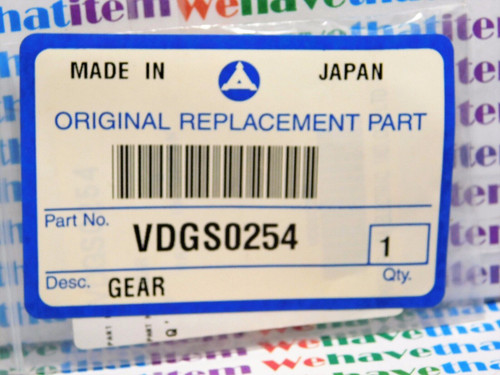 MADE IN JAPAN
ORIGINAL REPLACEMENT PART
Part No. VDGS0254 1
Desc. GEAR Qty.
wehavethatitem